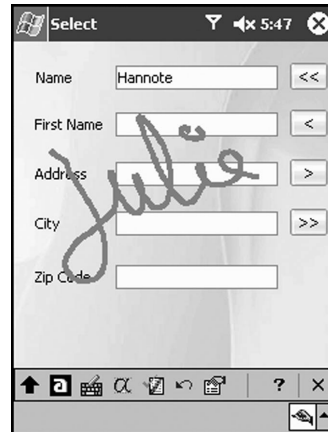 Select 5:47
Name Hannote <<
First Name <
Address >
City >>
Zip Code
Julie
a α ? ×